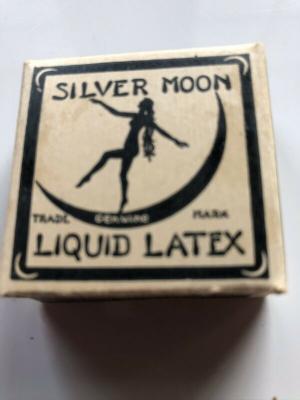 SILVER MOON
TRADE GENUINE MARK
LIQUID LATEX